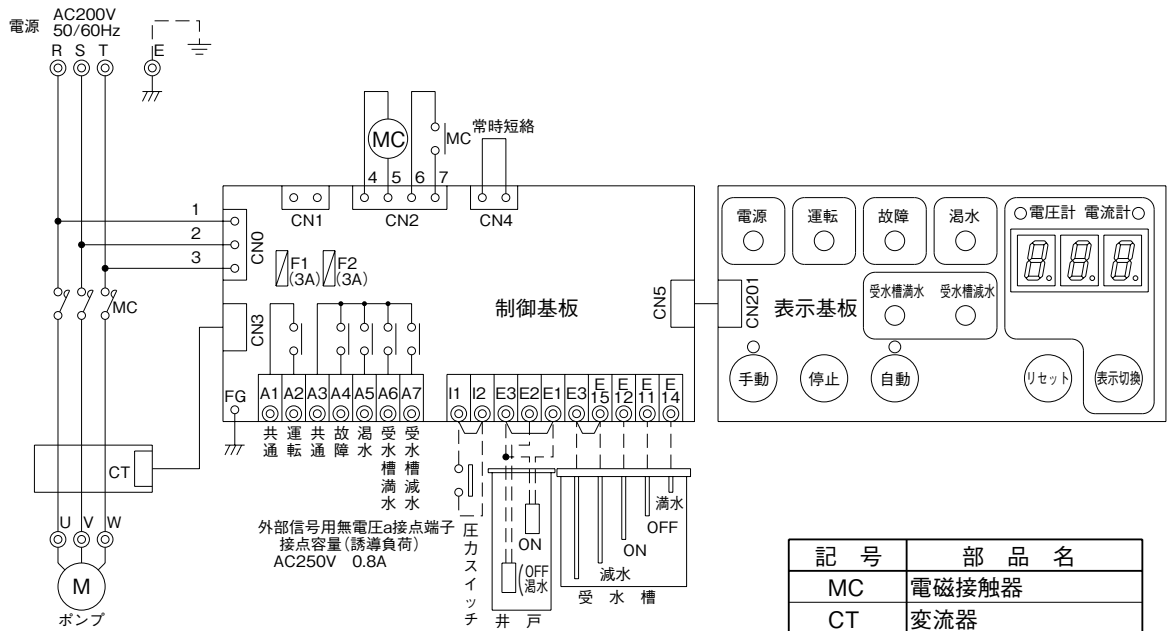 電源 AC200V
50/60Hz
R S T E
MC
MC
常時短絡
4 5 6 7
CN1 CN2 CN4
1
2
3
CN0
F1
(3A)
F2
(3A)
制御基板
CN5
CN201
表示基板
電源 運転 故障 渇水
電圧計 電流計
8.8.8.
受水槽満水 受水槽減水
手動 停止 自動 リセット 表示切換
MC
CN3
FG
A1 A2 A3 A4 A5 A6 A7
I1 I2 E3 E2 E1 E3 E15 E12 E11 E14
共通
運転
共通
故障
渇水
受水槽満水
受水槽減水
CT
U V W
M
ポンプ
外部信号用無電圧a接点端子
接点容量(誘導負荷)
AC250V 0.8A
圧力スイッチ
ON
(OFF
渇水
井戸
満水
OFF
ON
減水
受水槽
記号 部品名
MC 電磁接触器
CT 変流器